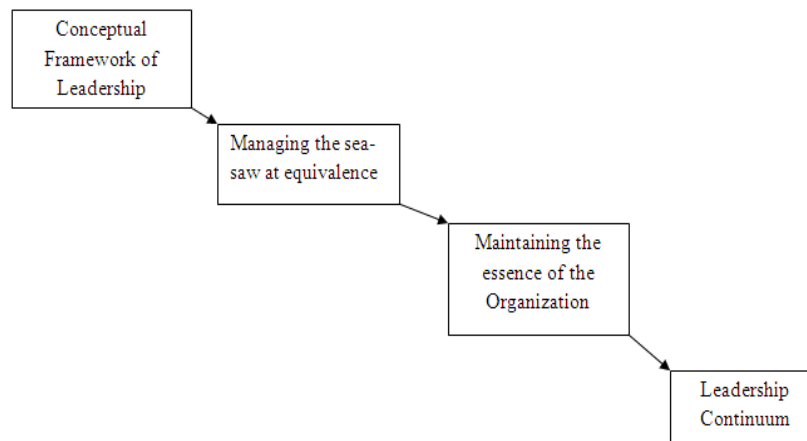 Conceptual
Framework of
Leadership
Managing the sea-
saw at equivalence
Maintaining the
essence of the
Organization
Leadership
Continuum